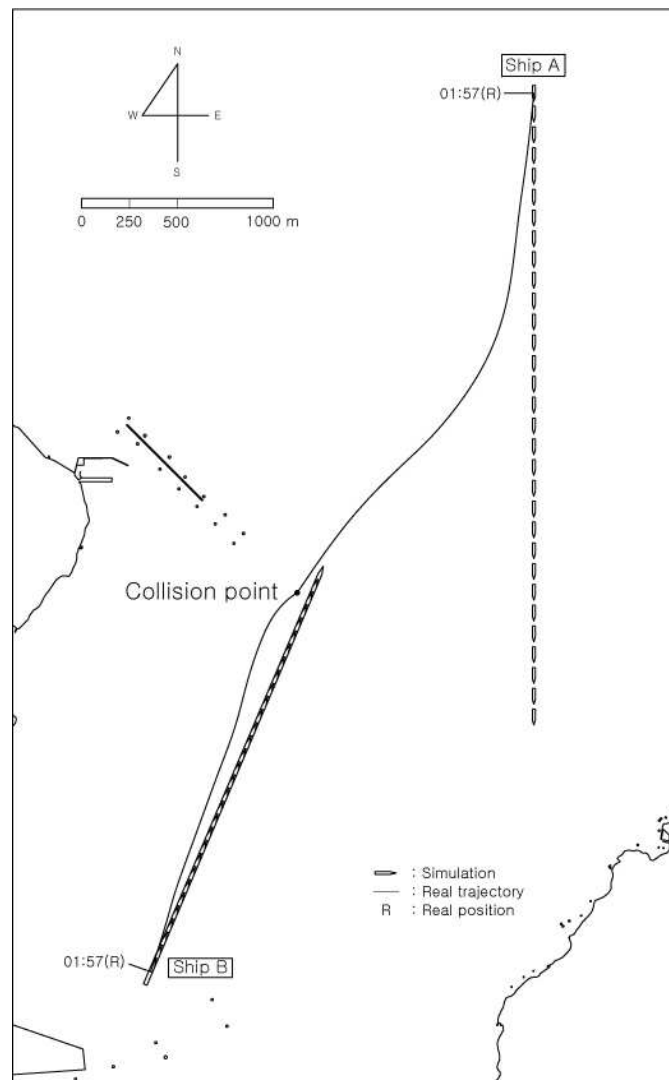 Ship A
01:57(R)
N
W
E
S
0 250 500 1000 m
Collision point
: Simulation
: Real trajectory
R : Real position
01:57(R)
Ship B